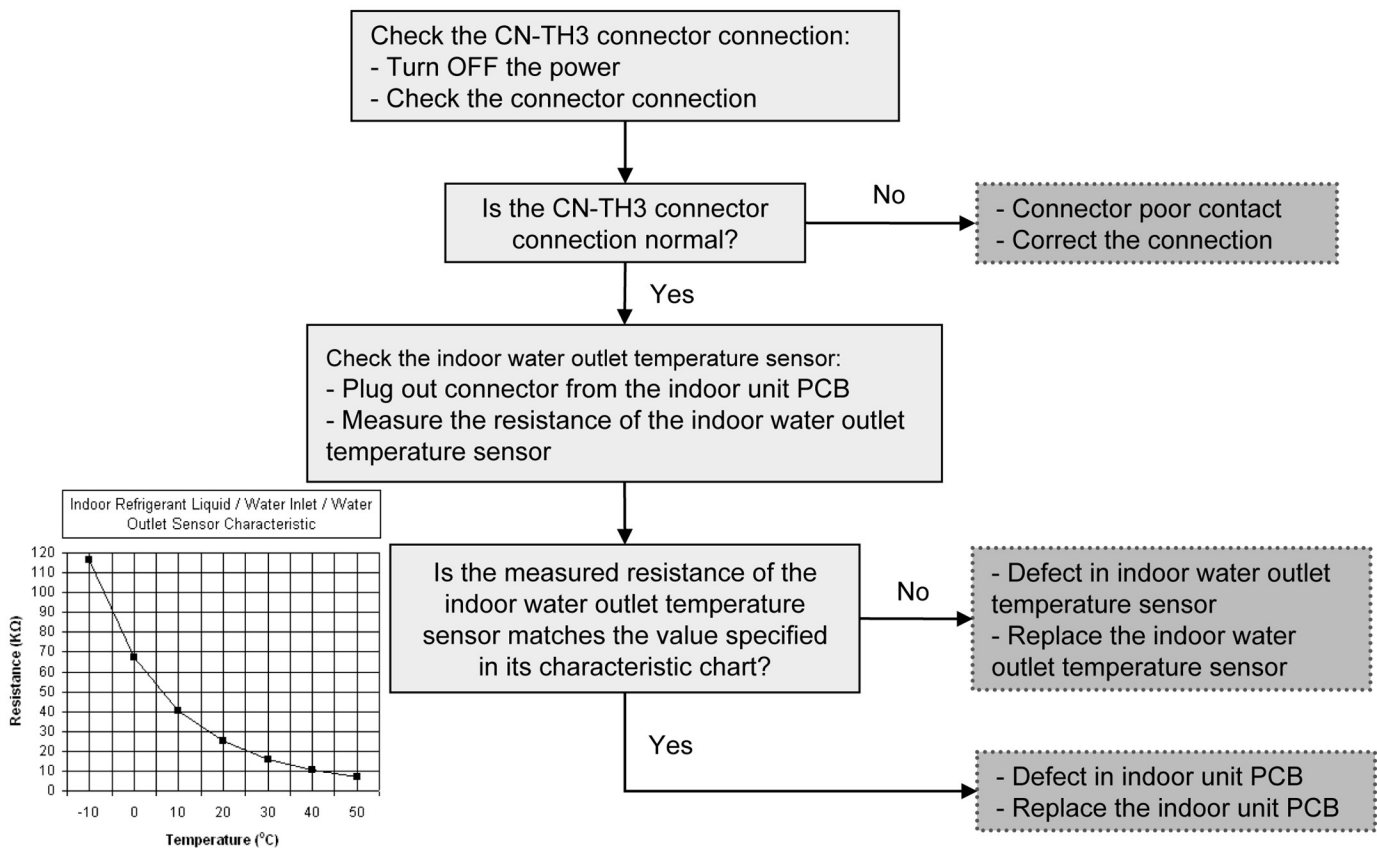 Check the CN-TH3 connector connection:
- Turn OFF the power
- Check the connector connection
Is the CN-TH3 connector
connection normal?
No
- Connector poor contact
- Correct the connection
Yes
Check the indoor water outlet temperature sensor:
- Plug out connector from the indoor unit PCB
- Measure the resistance of the indoor water outlet
temperature sensor
Indoor Refrigerant Liquid / Water Inlet / Water
Outlet Sensor Characteristic
120
110
100
90
80
70
60
50
40
30
20
10
0
Resistance (KΩ)
-10 0 10 20 30 40 50
Temperature (°C)
Is the measured resistance of the
indoor water outlet temperature
sensor matches the value specified
in its characteristic chart?
No
- Defect in indoor water outlet
temperature sensor
- Replace the indoor water
outlet temperature sensor
Yes
- Defect in indoor unit PCB
- Replace the indoor unit PCB